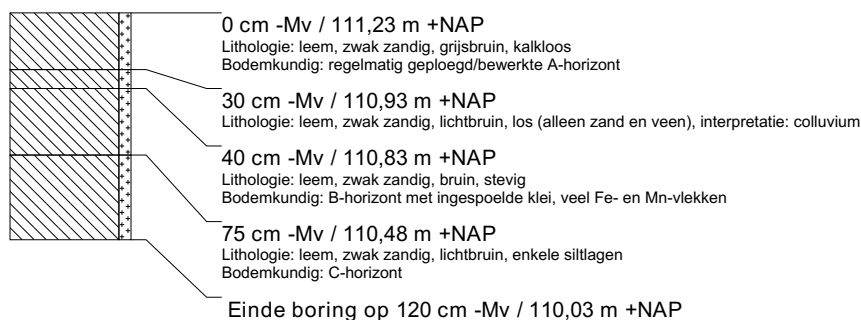 0 cm -Mv / 111,23 m +NAP
Lithologie: leem, zwak zandig, grijsbruin, kalkloos
Bodemkundig: regelmatig geploegd/bewerkte A-horizont
30 cm -Mv / 110,93 m +NAP
Lithologie: leem, zwak zandig, lichtbruin, los (alleen zand en veen), interpretatie: colluvium
40 cm -Mv / 110,83 m +NAP
Lithologie: leem, zwak zandig, bruin, stevig
Bodemkundig: B-horizont met ingespoelde klei, veel Fe- en Mn-vlekken
75 cm -Mv / 110,48 m +NAP
Lithologie: leem, zwak zandig, lichtbruin, enkele siltlagen
Bodemkundig: C-horizont
Einde boring op 120 cm -Mv / 110,03 m +NAP